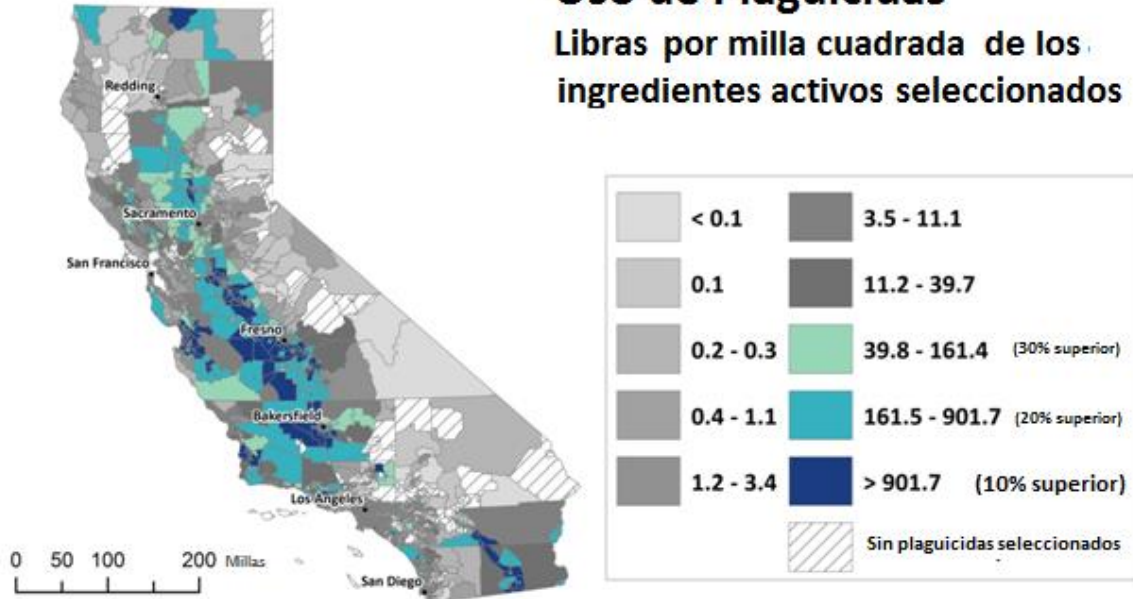 Uso de Plaguicidas
Libras por milla cuadrada de los
ingredientes activos seleccionados
Redding
Sacramento
San Francisco
Fresno
Bakersfield
Los Angeles
San Diego
0 50 100 200 Millas
< 0.1
0.1
0.2 - 0.3
0.4 - 1.1
1.2 - 3.4
3.5 - 11.1
11.2 - 39.7
39.8 - 161.4 (30% superior)
161.5 - 901.7 (20% superior)
> 901.7 (10% superior)
Sin plaguicidas seleccionados